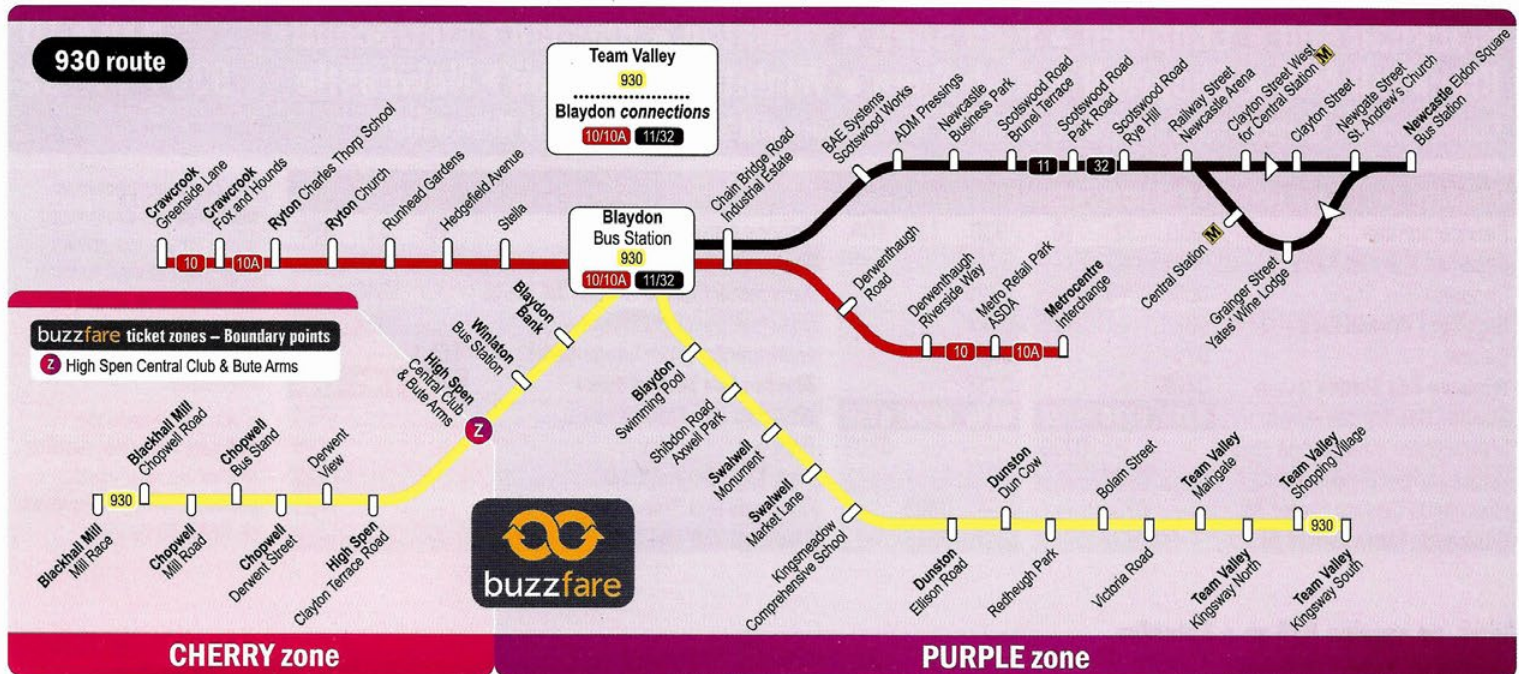 930 route
Team Valley
930
Blaydon connections
10/10A 11/32
Crawcrook
Greenside Lane
10
Crawcrook
Fox and Hounds
10A
Ryton Charles Thorp School
Ryton Church
Runhead Gardens
Hedgefield Avenue
Stella
Blaydon
Bus Station
930
10/10A 11/32
Chain Bridge Road
Industrial Estate
BAE Systems
Scotswood Works
ADM Pressings
Newcastle
Business Park
Scotswood Road
Brunel Terrace
11
Scotswood Road
Park Road
32
Scotswood Road
Rye Hill
Railway Street
Newcastle Arena
Clayton Street West
for Central Station M
Clayton Street
Newgate Street
St. Andrew's Church
Newcastle Eldon Square
Bus Station
Central Station M
Grainger Street
Yates Wine Lodge
Derwenthaugh
Road
Derwenthaugh
Riverside Way
10
Metro Retail Park
ASDA
10A
Metrocentre
Interchange
buzzfare ticket zones – Boundary points
Z High Spen Central Club & Bute Arms
Blackhall Mill
Mill Race
930
Blackhall Mill
Chopwell Road
Chopwell
Mill Road
Chopwell
Bus Stand
Chopwell
Derwent Street
Derwent
View
High Spen
Clayton Terrace Road
High Spen
Central Club
& Bute Arms
Z
Winlaton
Bus Station
Blaydon
Bank
Blaydon
Swimming Pool
Shibdon Road
Axwell Park
Swalwell
Monument
Swalwell
Market Lane
Kingsmeadow
Comprehensive School
Dunston
Ellison Road
Dunston
Dun Cow
Redheugh Park
Bolam Street
Victoria Road
Team Valley
Maingate
Team Valley
Kingsway North
Team Valley
Shopping Village
930
Team Valley
Kingsway South
buzzfare
CHERRY zone
PURPLE zone